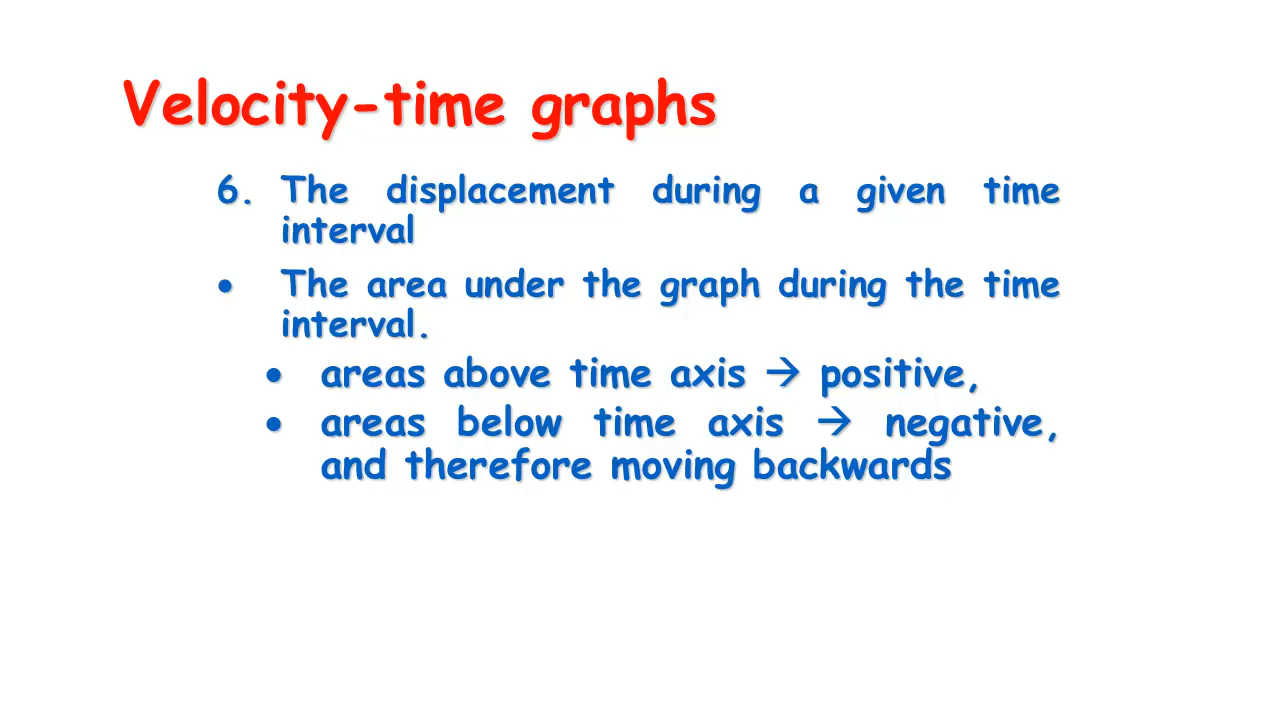 Velocity-time graphs
6. The displacement during a given time
interval
• The area under the graph during the time
interval.
• areas above time axis → positive,
• areas below time axis → negative,
and therefore moving backwards